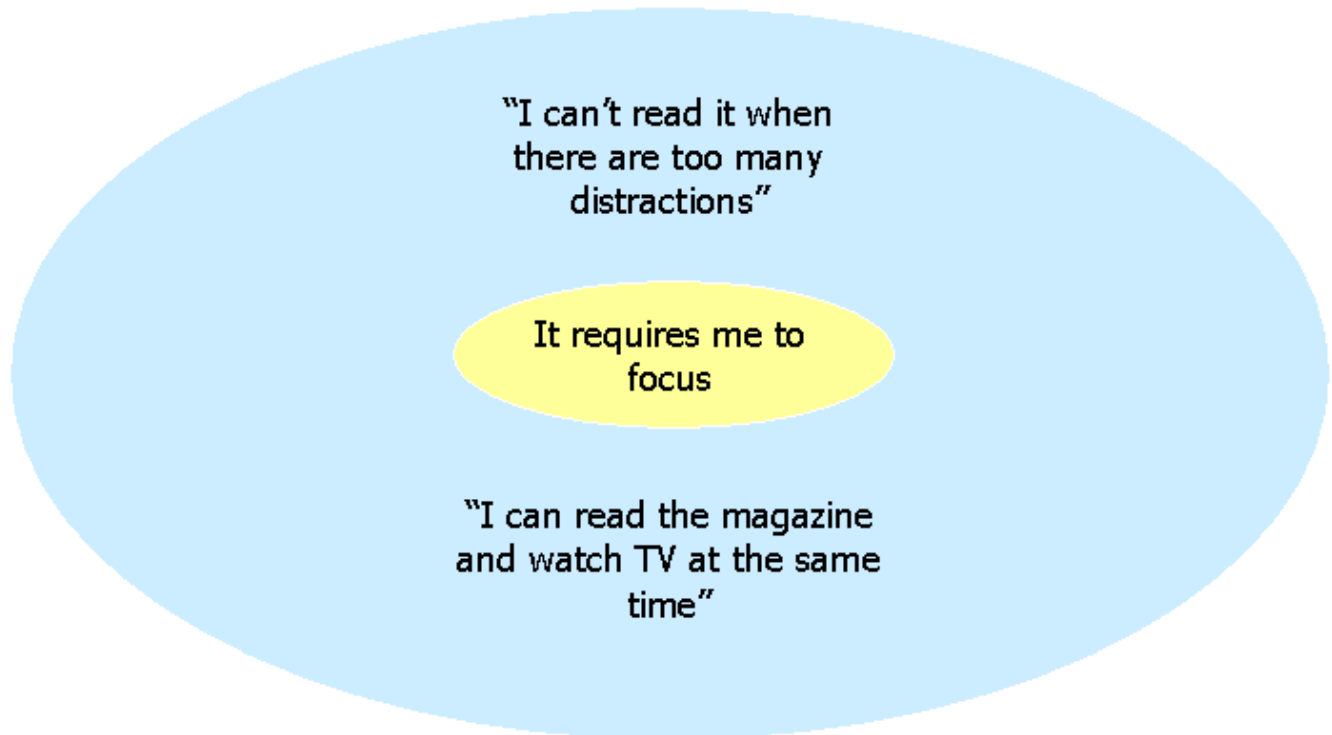 “I can’t read it when
there are too many
distractions”
It requires me to
focus
“I can read the magazine
and watch TV at the same
time”